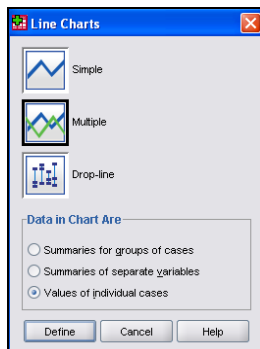 Line Charts
Simple
Multiple
Drop-line
Data in Chart Are
Summaries for groups of cases
Summaries of separate variables
Values of individual cases
Define Cancel Help